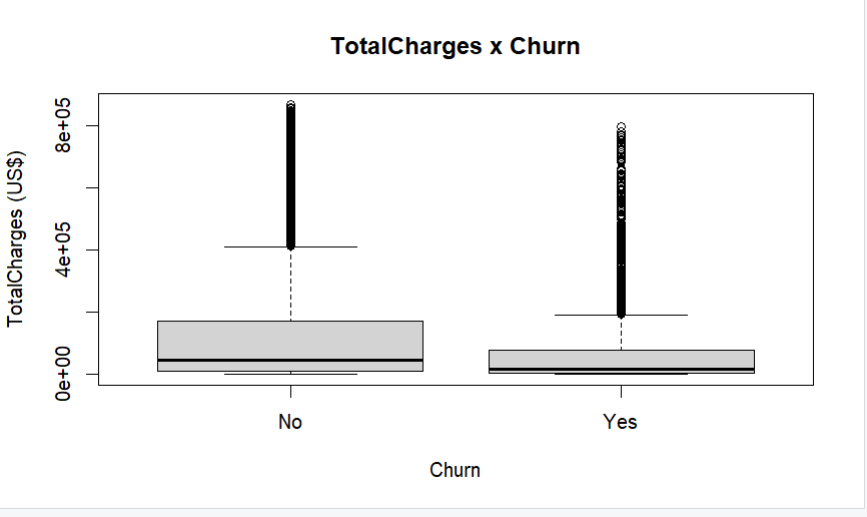 TotalCharges x Churn
TotalCharges (US$)
8e+05
4e+05
0e+00
No
Yes
Churn